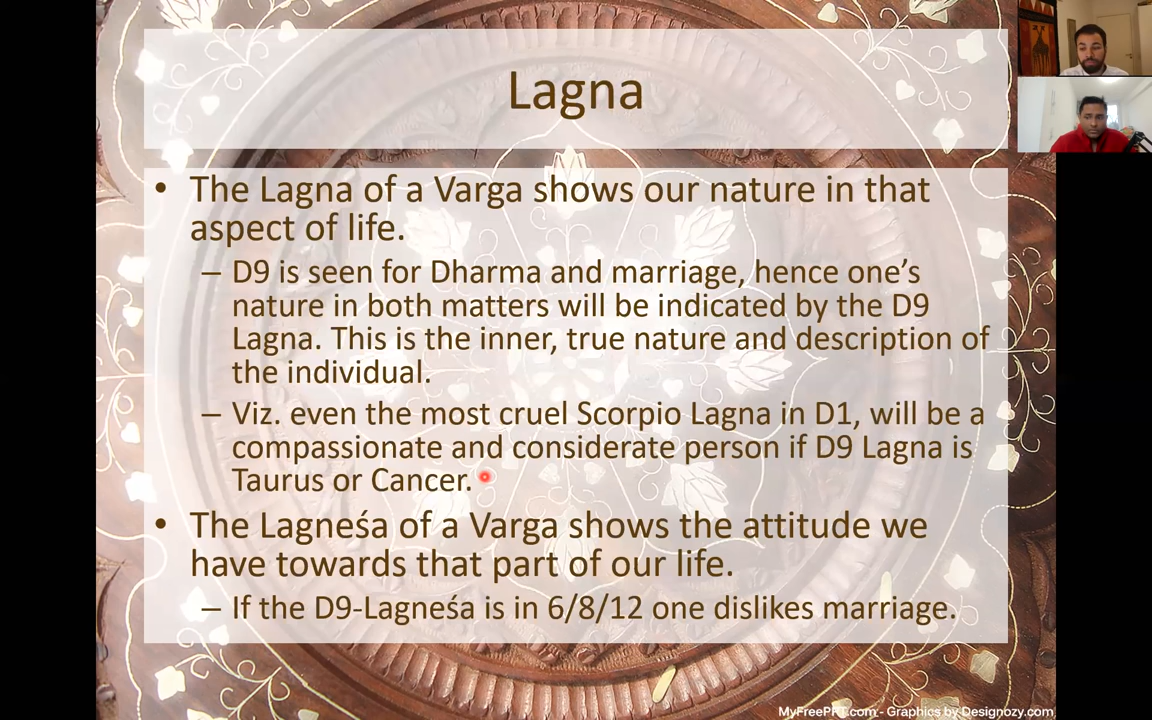 Lagna
• The Lagna of a Varga shows our nature in that
aspect of life.
– D9 is seen for Dharma and marriage, hence one's
nature in both matters will be indicated by the D9
Lagna. This is the inner, true nature and description of
the individual.
– Viz. even the most cruel Scorpio Lagna in D1, will be a
compassionate and considerate person if D9 Lagna is
Taurus or Cancer.
• The Lagneśa of a Varga shows the attitude we
have towards that part of our life.
– If the D9-Lagneśa is in 6/8/12 one dislikes marriage.
MyFreePPT.com - Graphics by Designozy.com